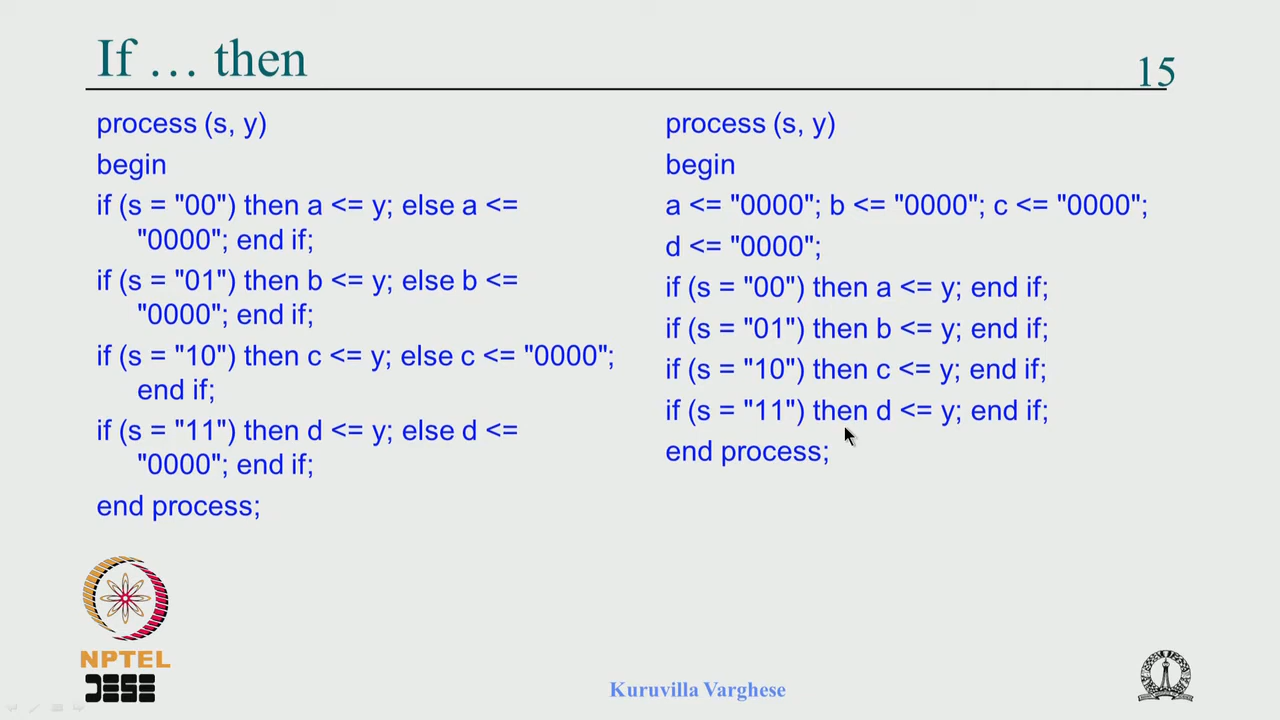 If … then
15
process (s, y)
begin
if (s = "00") then a <= y; else a <=
"0000"; end if;
if (s = "01") then b <= y; else b <=
"0000"; end if;
if (s = "10") then c <= y; else c <= "0000";
end if;
if (s = "11") then d <= y; else d <=
"0000"; end if;
end process;
process (s, y)
begin
a <= "0000"; b <= "0000"; c <= "0000";
d <= "0000";
if (s = "00") then a <= y; end if;
if (s = "01") then b <= y; end if;
if (s = "10") then c <= y; end if;
if (s = "11") then d <= y; end if;
end process;
NPTEL
Kuruvilla Varghese